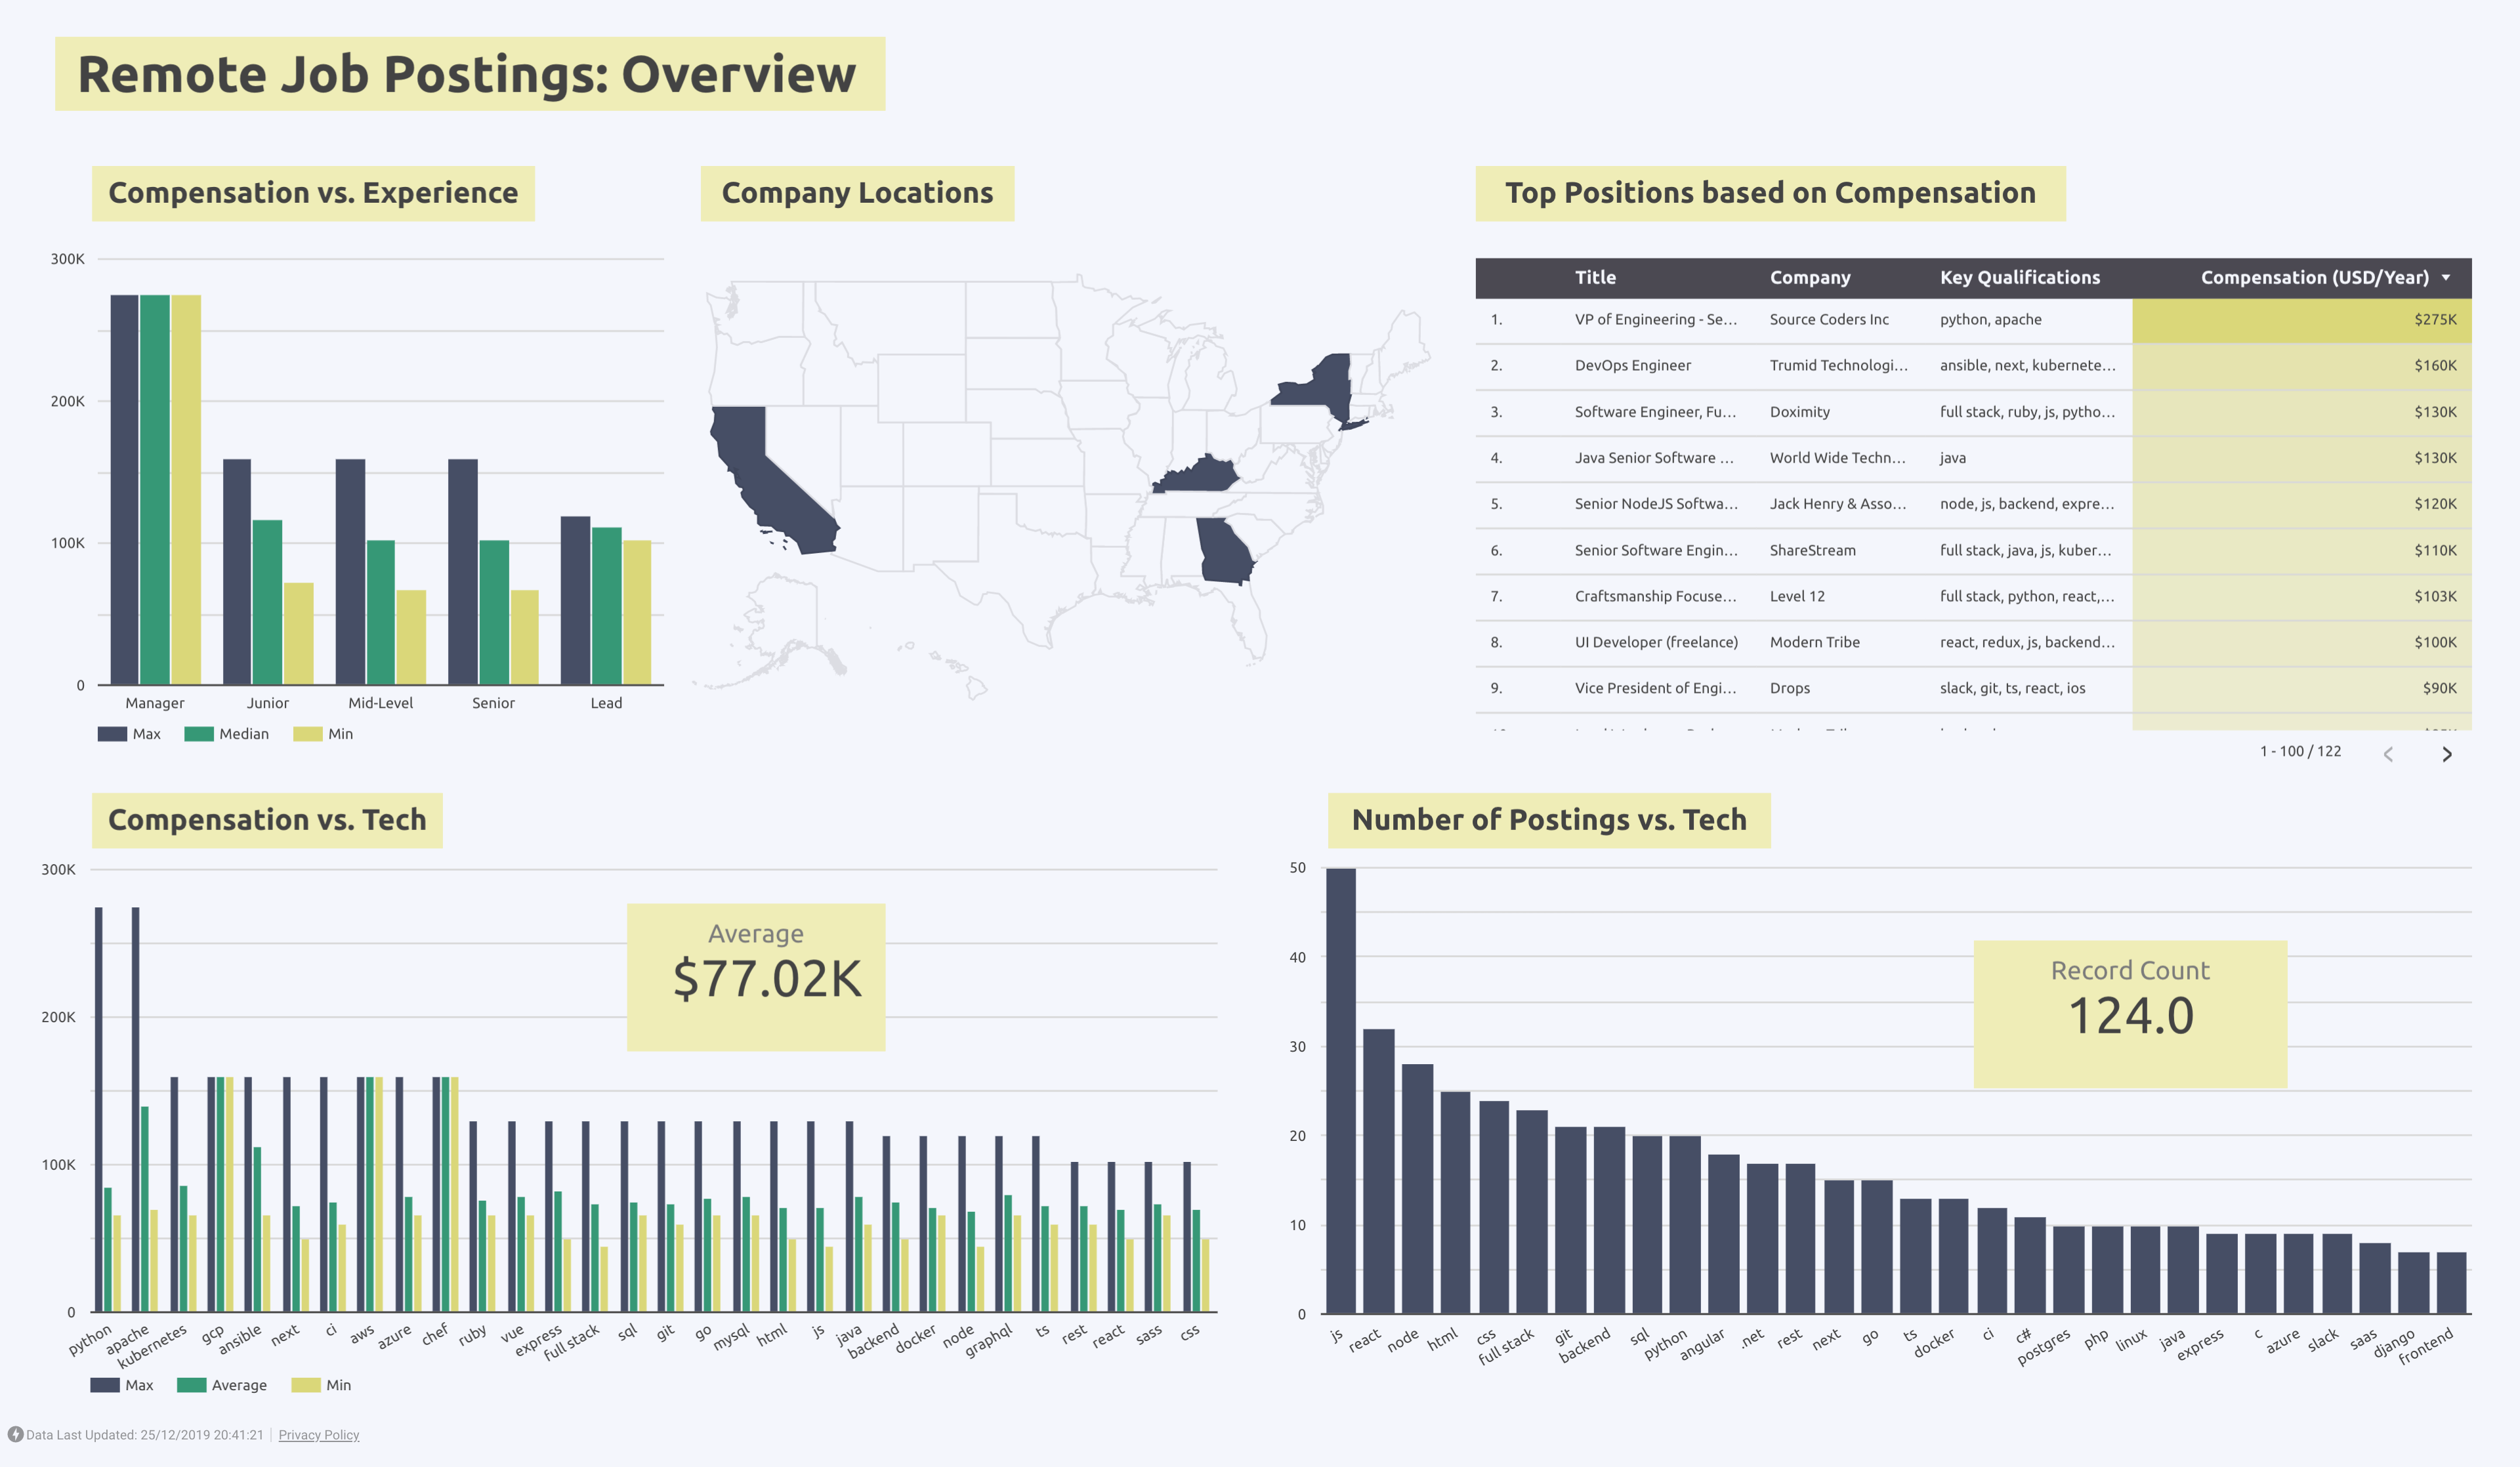 Remote Job Postings: Overview
Compensation vs. Experience
300K
200K
100K
0
Manager Junior Mid-Level Senior Lead
Max Median Min
Company Locations
Top Positions based on Compensation
Title Company Key Qualifications Compensation (USD/Year)
1. VP of Engineering - Se... Source Coders Inc python, apache $275K
2. DevOps Engineer Trumid Technologi... ansible, next, kubernete... $160K
3. Software Engineer, Fu... Doximity full stack, ruby, js, pytho... $130K
4. Java Senior Software ... World Wide Techn... java $130K
5. Senior NodeJS Softwa... Jack Henry & Asso... node, js, backend, expre... $120K
6. Senior Software Engin... ShareStream full stack, java, js, kuber... $110K
7. Craftsmanship Focuse... Level 12 full stack, python, react,... $103K
8. UI Developer (freelance) Modern Tribe react, redux, js, backend... $100K
9. Vice President of Engi... Drops slack, git, ts, react, ios $90K
1 - 100 / 122
Compensation vs. Tech
300K
200K
100K
0
Average
$77.02K
python apache kubernetes gcp ansible next ci aws azure chef ruby vue express full stack sql git go mysql html js java backend docker node graphql ts rest react sass css
Max Average Min
Number of Postings vs. Tech
50
40
30
20
10
0
Record Count
124.0
js react node html css full stack git backend sql python angular .net rest next go ts docker ci c# postgres php linux java express c azure slack saas django frontend
Data Last Updated: 25/12/2019 20:41:21 Privacy Policy